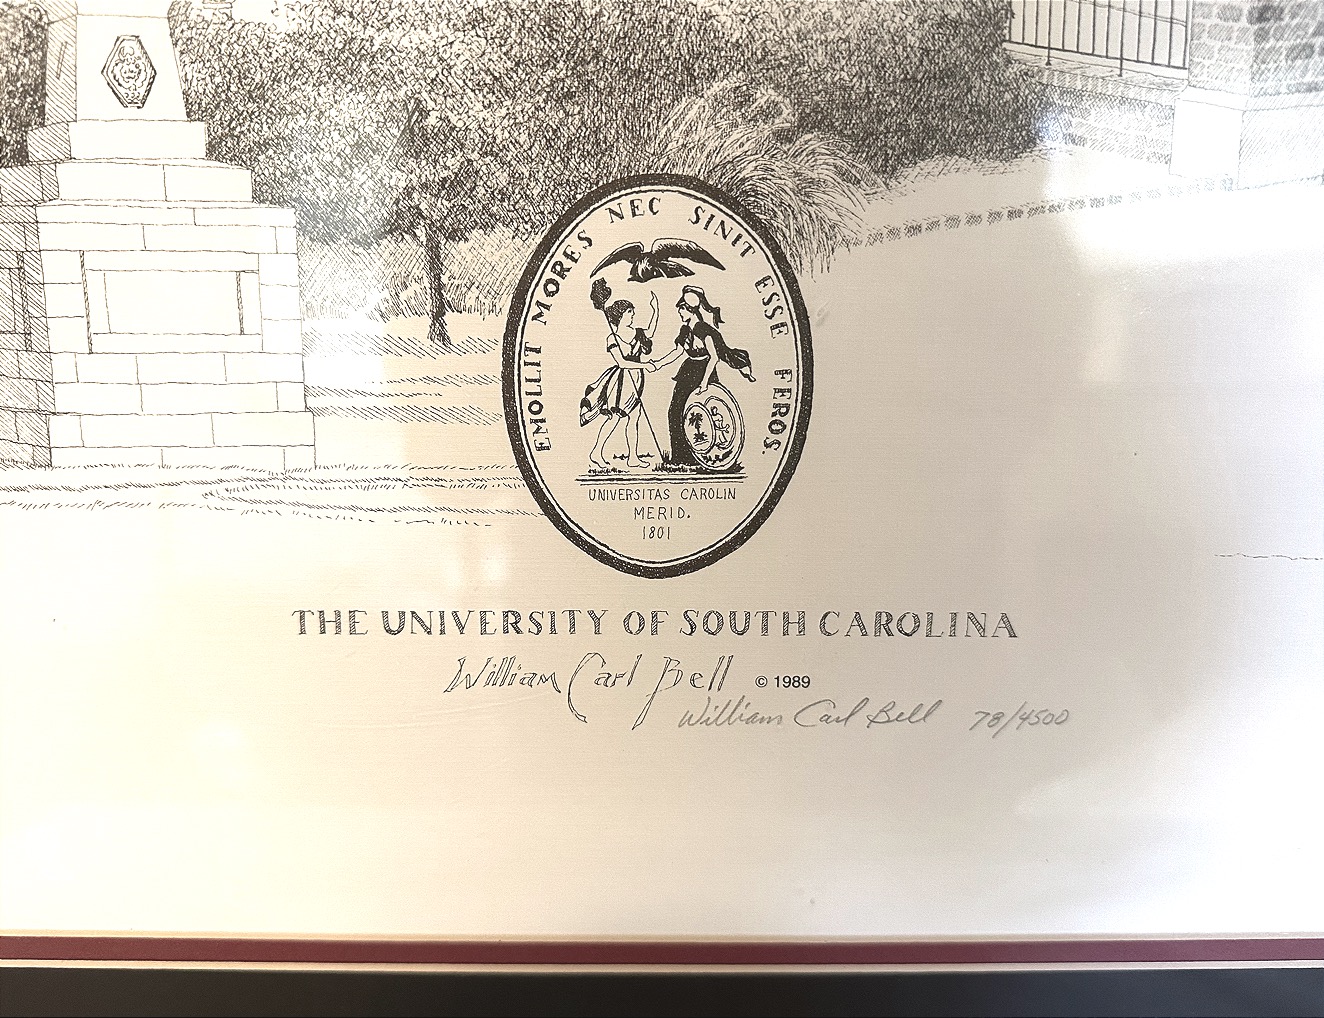 EMOLLIT MORES NEC SINIT ESSE FEROS.
UNIVERSITAS CAROLIN
MERID.
1801
THE UNIVERSITY OF SOUTH CAROLINA
William Carl Bell © 1989
William Carl Bell 78/4500